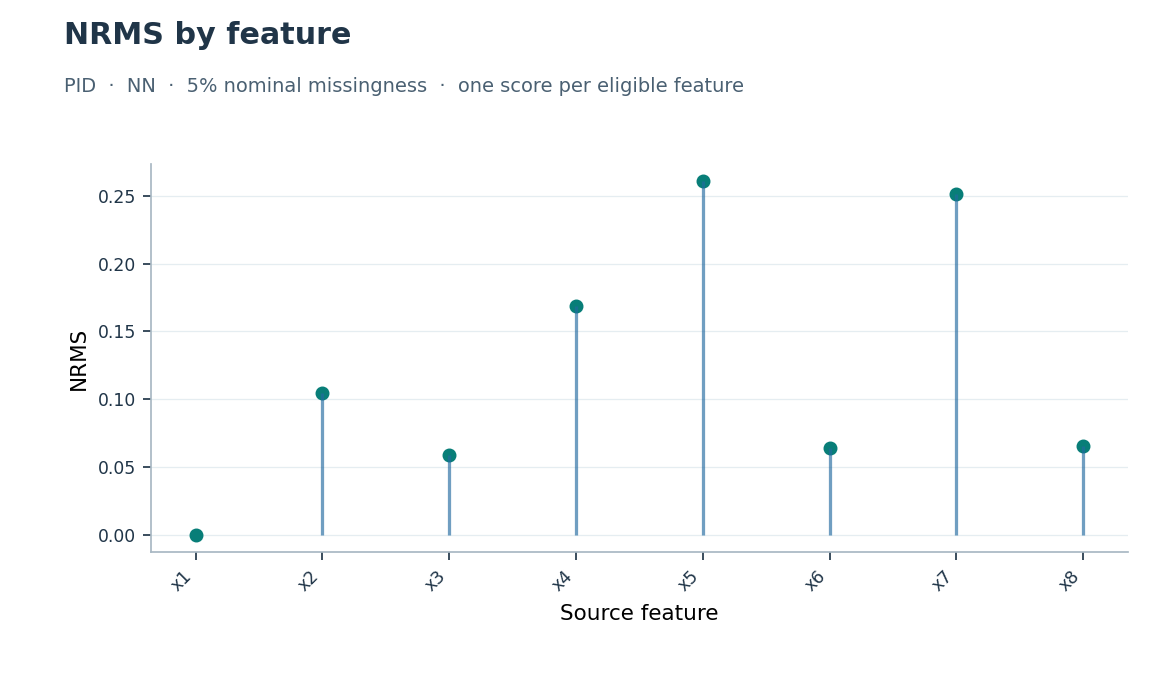 NRMS by feature
PID · NN · 5% nominal missingness · one score per eligible feature
NRMS
0.25
0.20
0.15
0.10
0.05
0.00
x1 x2 x3 x4 x5 x6 x7 x8
Source feature